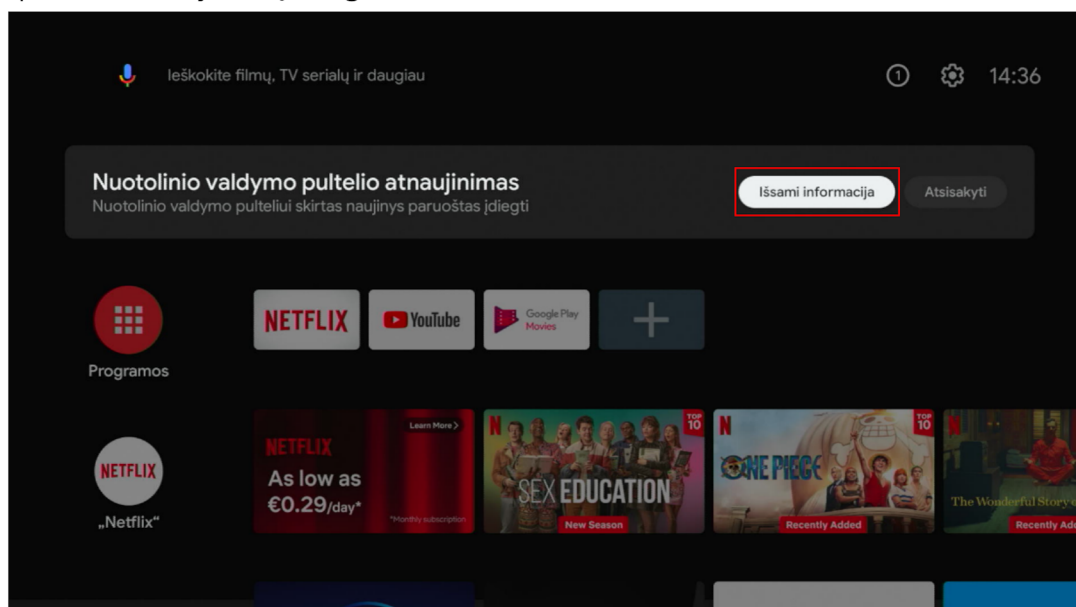 Ieškokite filmų, TV serialų ir daugiau
1
14:36
Nuotolinio valdymo pultelio atnaujinimas
Nuotolinio valdymo pulteliui skirtas naujinys paruoštas įdiegti
Išsami informacija
Atsisakyti
NETFLIX
YouTube
Google Play
Movies
Programos
Learn More
NETFLIX
As low as
€0.29/day*
*Monthly subscription
N
SEX EDUCATION
New Season
TOP
10
N
ONE PIECE
Recently Added
TOP
10
N
The Wonderful Story
Recently
NETFLIX
„Netflix“